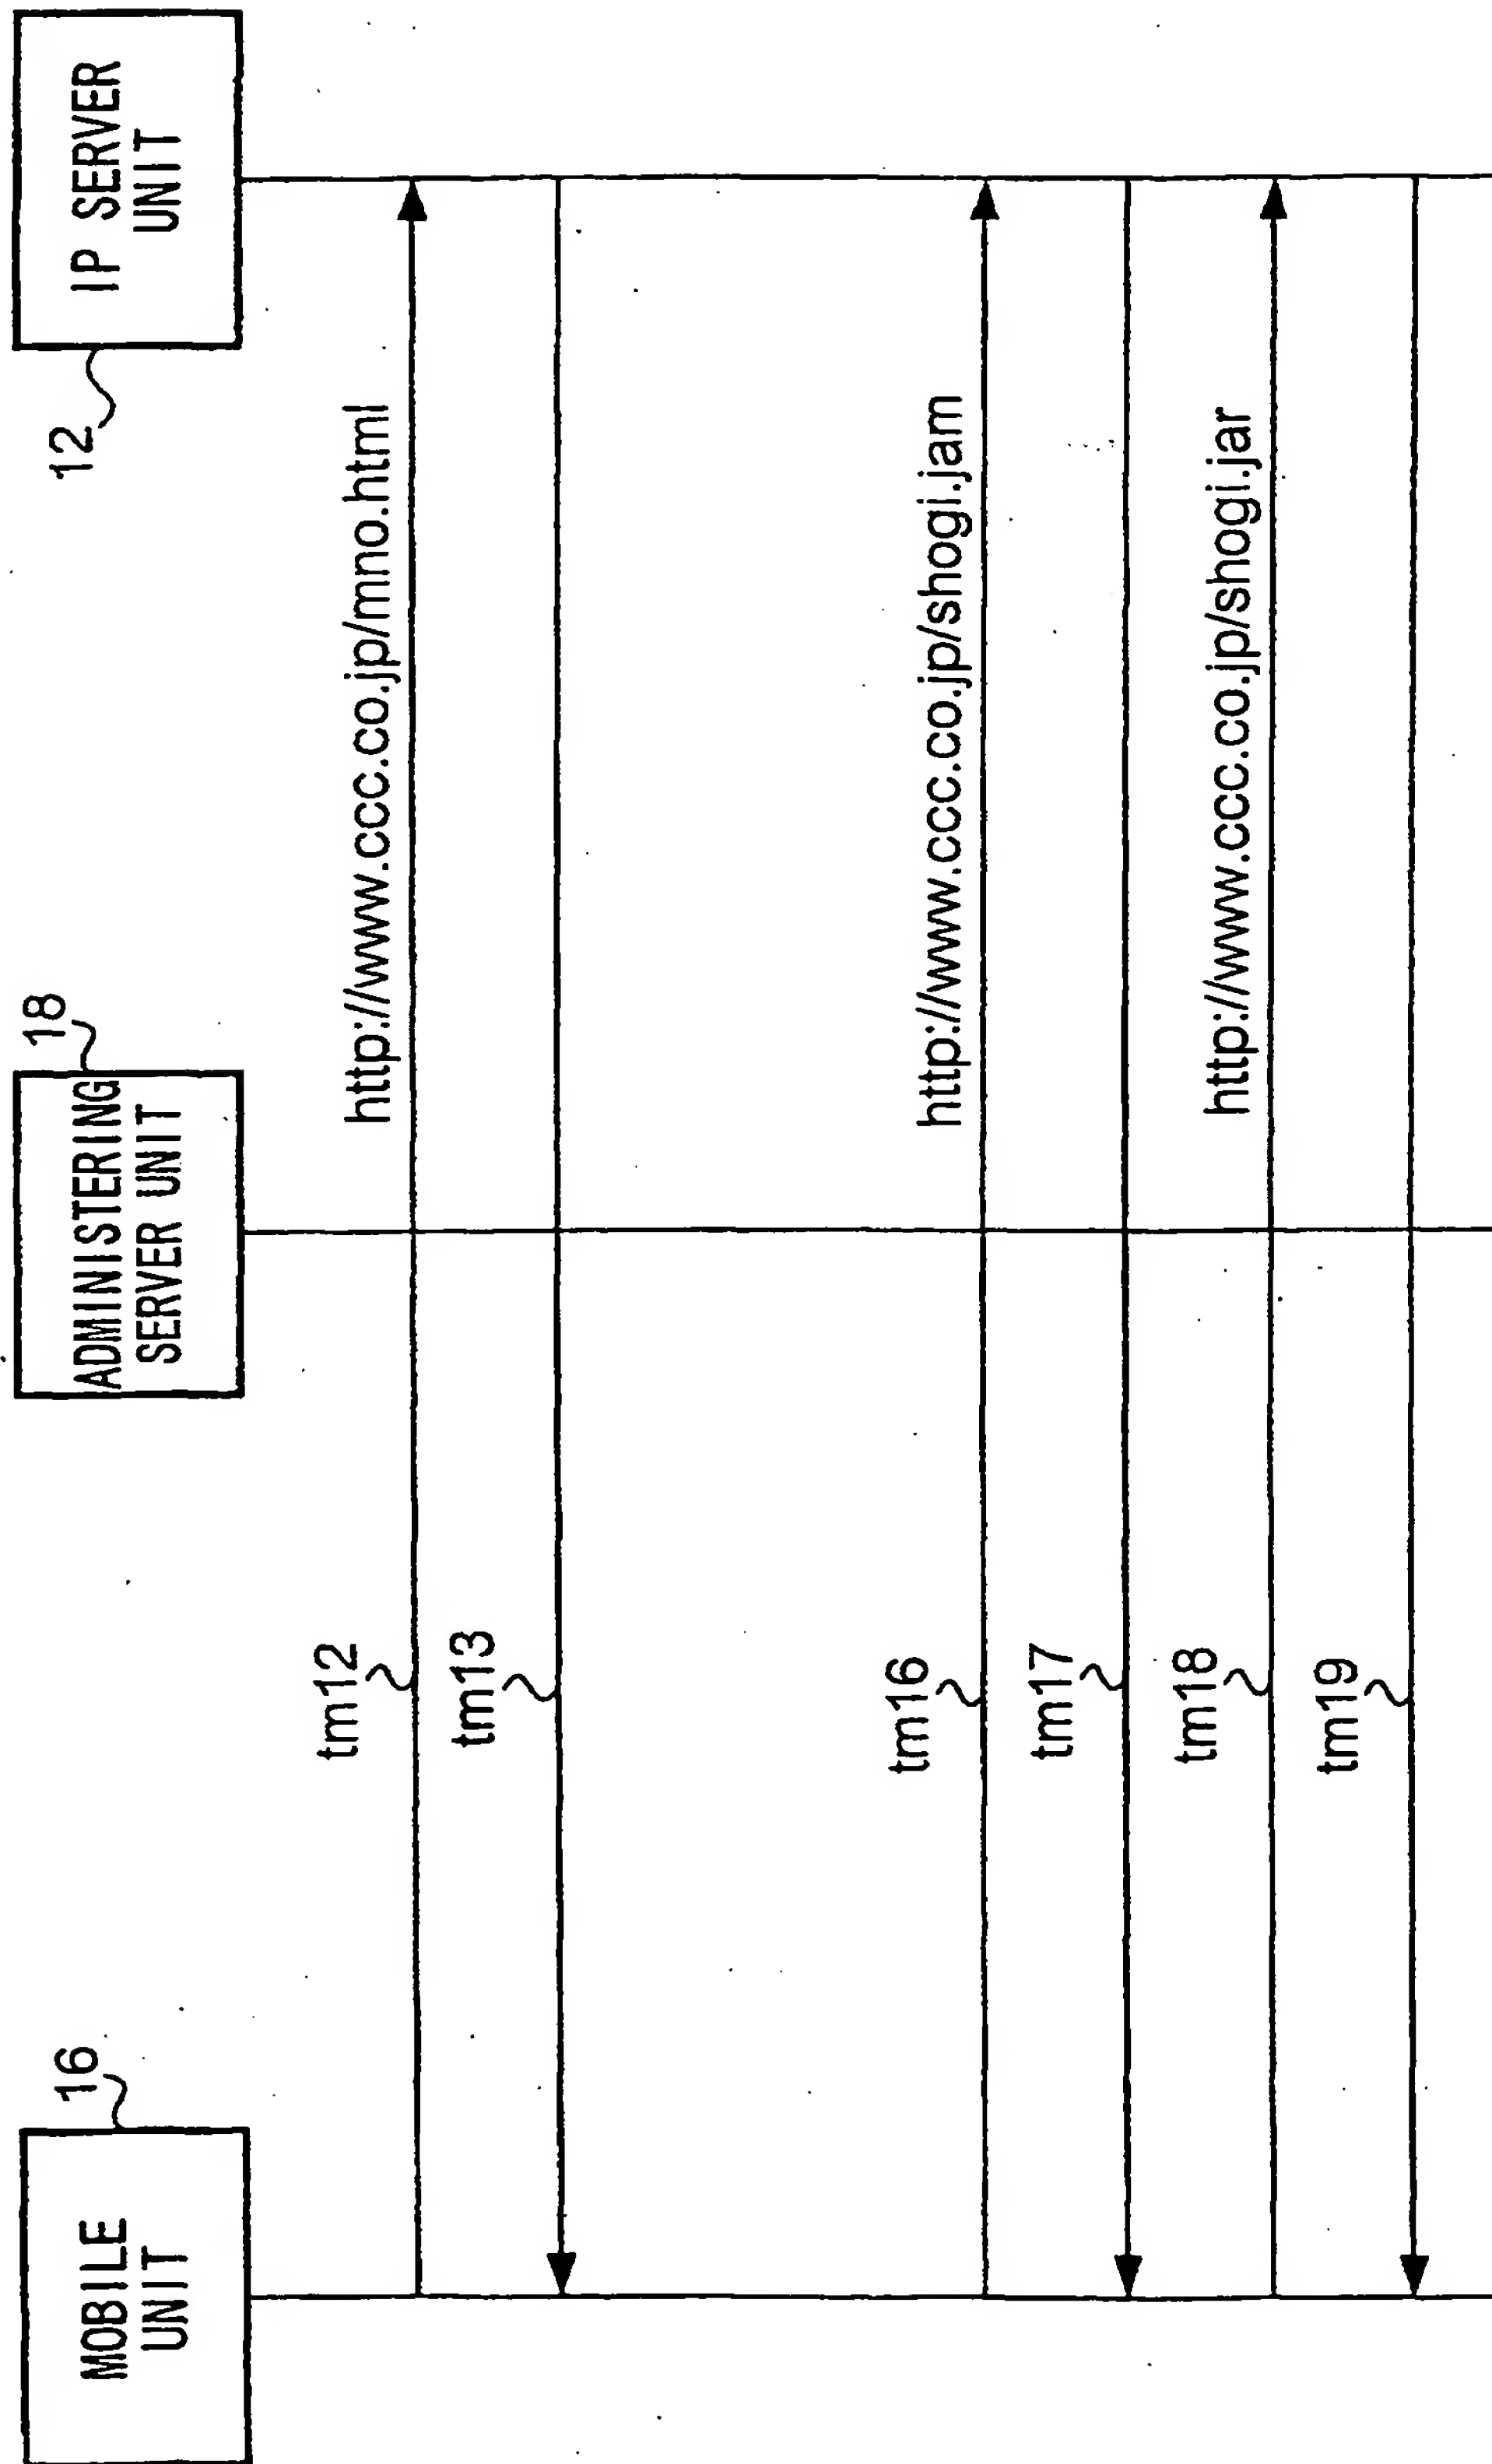 MOBILE
UNIT
16
ADMINISTERING
SERVER UNIT
18
IP SERVER
UNIT
12
tm12
http://www.ccc.co.jp/mno.html
tm13
tm16
http://www.ccc.co.jp/shogi.jam
tm17
tm18
http://www.ccc.co.jp/shogi.jar
tm19